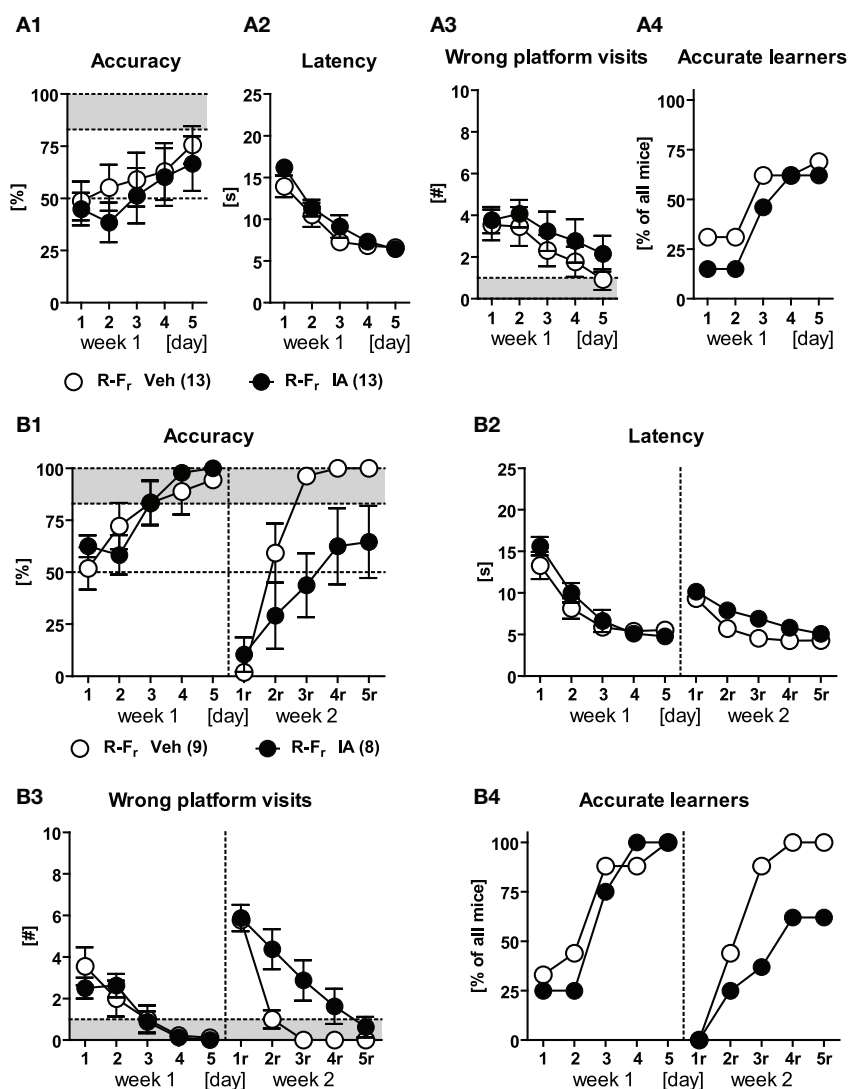 A1
Accuracy
100
75
50
25
0
[%]
1 2 3 4 5
week 1 [day]
A2
Latency
25
20
15
10
5
0
[s]
1 2 3 4 5
week 1 [day]
A3
Wrong platform visits
10
8
6
4
2
0
[#]
1 2 3 4 5
week 1 [day]
A4
Accurate learners
100
75
50
25
0
[% of all mice]
1 2 3 4 5
week 1 [day]
R-Fr Veh (13) R-Fr IA (13)
B1
Accuracy
100
75
50
25
0
[%]
1 2 3 4 5 1r 2r 3r 4r 5r
week 1 [day] week 2
B2
Latency
25
20
15
10
5
0
[s]
1 2 3 4 5 1r 2r 3r 4r 5r
week 1 [day] week 2
R-Fr Veh (9) R-Fr IA (8)
B3
Wrong platform visits
10
8
6
4
2
0
[#]
1 2 3 4 5 1r 2r 3r 4r 5r
week 1 [day] week 2
B4
Accurate learners
100
75
50
25
0
[% of all mice]
1 2 3 4 5 1r 2r 3r 4r 5r
week 1 [day] week 2